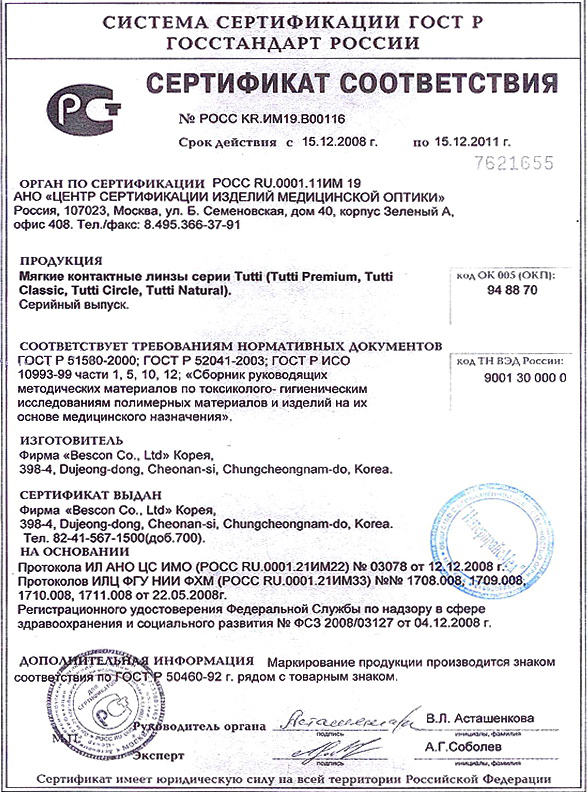 СИСТЕМА СЕРТИФИКАЦИИ ГОСТ Р
ГОССТАНДАРТ РОССИИ
СЕРТИФИКАТ СООТВЕТСТВИЯ
№ РОСС KR.ИМ19.В00116
Срок действия с 15.12.2008 г. по 15.12.2011 г.
7621655
ОРГАН ПО СЕРТИФИКАЦИИ РОСС RU.0001.11ИМ 19
АНО «ЦЕНТР СЕРТИФИКАЦИИ ИЗДЕЛИЙ МЕДИЦИНСКОЙ ОПТИКИ»
Россия, 107023, Москва, ул. Б. Семеновская, дом 40, корпус Зеленый А,
офис 408. Тел./факс: 8.495.366-37-91
ПРОДУКЦИЯ
Мягкие контактные линзы серии Tutti (Tutti Premium, Tutti
Classic, Tutti Circle, Tutti Natural).
Серийный выпуск.
код ОК 005 (ОКП):
94 88 70
СООТВЕТСТВУЕТ ТРЕБОВАНИЯМ НОРМАТИВНЫХ ДОКУМЕНТОВ
ГОСТ Р 51580-2000; ГОСТ Р 52041-2003; ГОСТ Р ИСО
10993-99 части 1, 5, 10, 12; «Сборник руководящих
методических материалов по токсиколого- гигиеническим
исследованиям полимерных материалов и изделий на их
основе медицинского назначения».
код ТН ВЭД России:
9001 30 000 0
ИЗГОТОВИТЕЛЬ
Фирма «Bescon Co., Ltd» Корея,
398-4, Dujeong-dong, Cheonan-si, Chungcheongnam-do, Korea.
СЕРТИФИКАТ ВЫДАН
Фирма «Bescon Co., Ltd» Корея,
398-4, Dujeong-dong, Cheonan-si, Chungcheongnam-do, Korea.
Тел. 82-41-567-1500(доб.700).
НА ОСНОВАНИИ
Протокола ИЛ АНО ЦС ИМО (РОСС RU.0001.21ИМ22) № 03078 от 12.12.2008 г.
Протоколов ИЛЦ ФГУ НИИ ФХМ (РОСС RU.0001.21ИМ33) №№ 1708.008, 1709.008,
1710.008, 1711.008 от 22.05.2008г.
Регистрационного удостоверения Федеральной Службы по надзору в сфере
здравоохранения и социального развития № ФСЗ 2008/03127 от 04.12.2008 г.
ДОПОЛНИТЕЛЬНАЯ ИНФОРМАЦИЯ Маркирование продукции производится знаком
соответствия по ГОСТ Р 50460-92 г. рядом с товарным знаком.
М.П.
Руководитель органа В.Л. Асташенкова
подпись инициалы, фамилия
Эксперт А.Г.Соболев
подпись инициалы, фамилия
Сертификат имеет юридическую силу на всей территории Российской Федерации